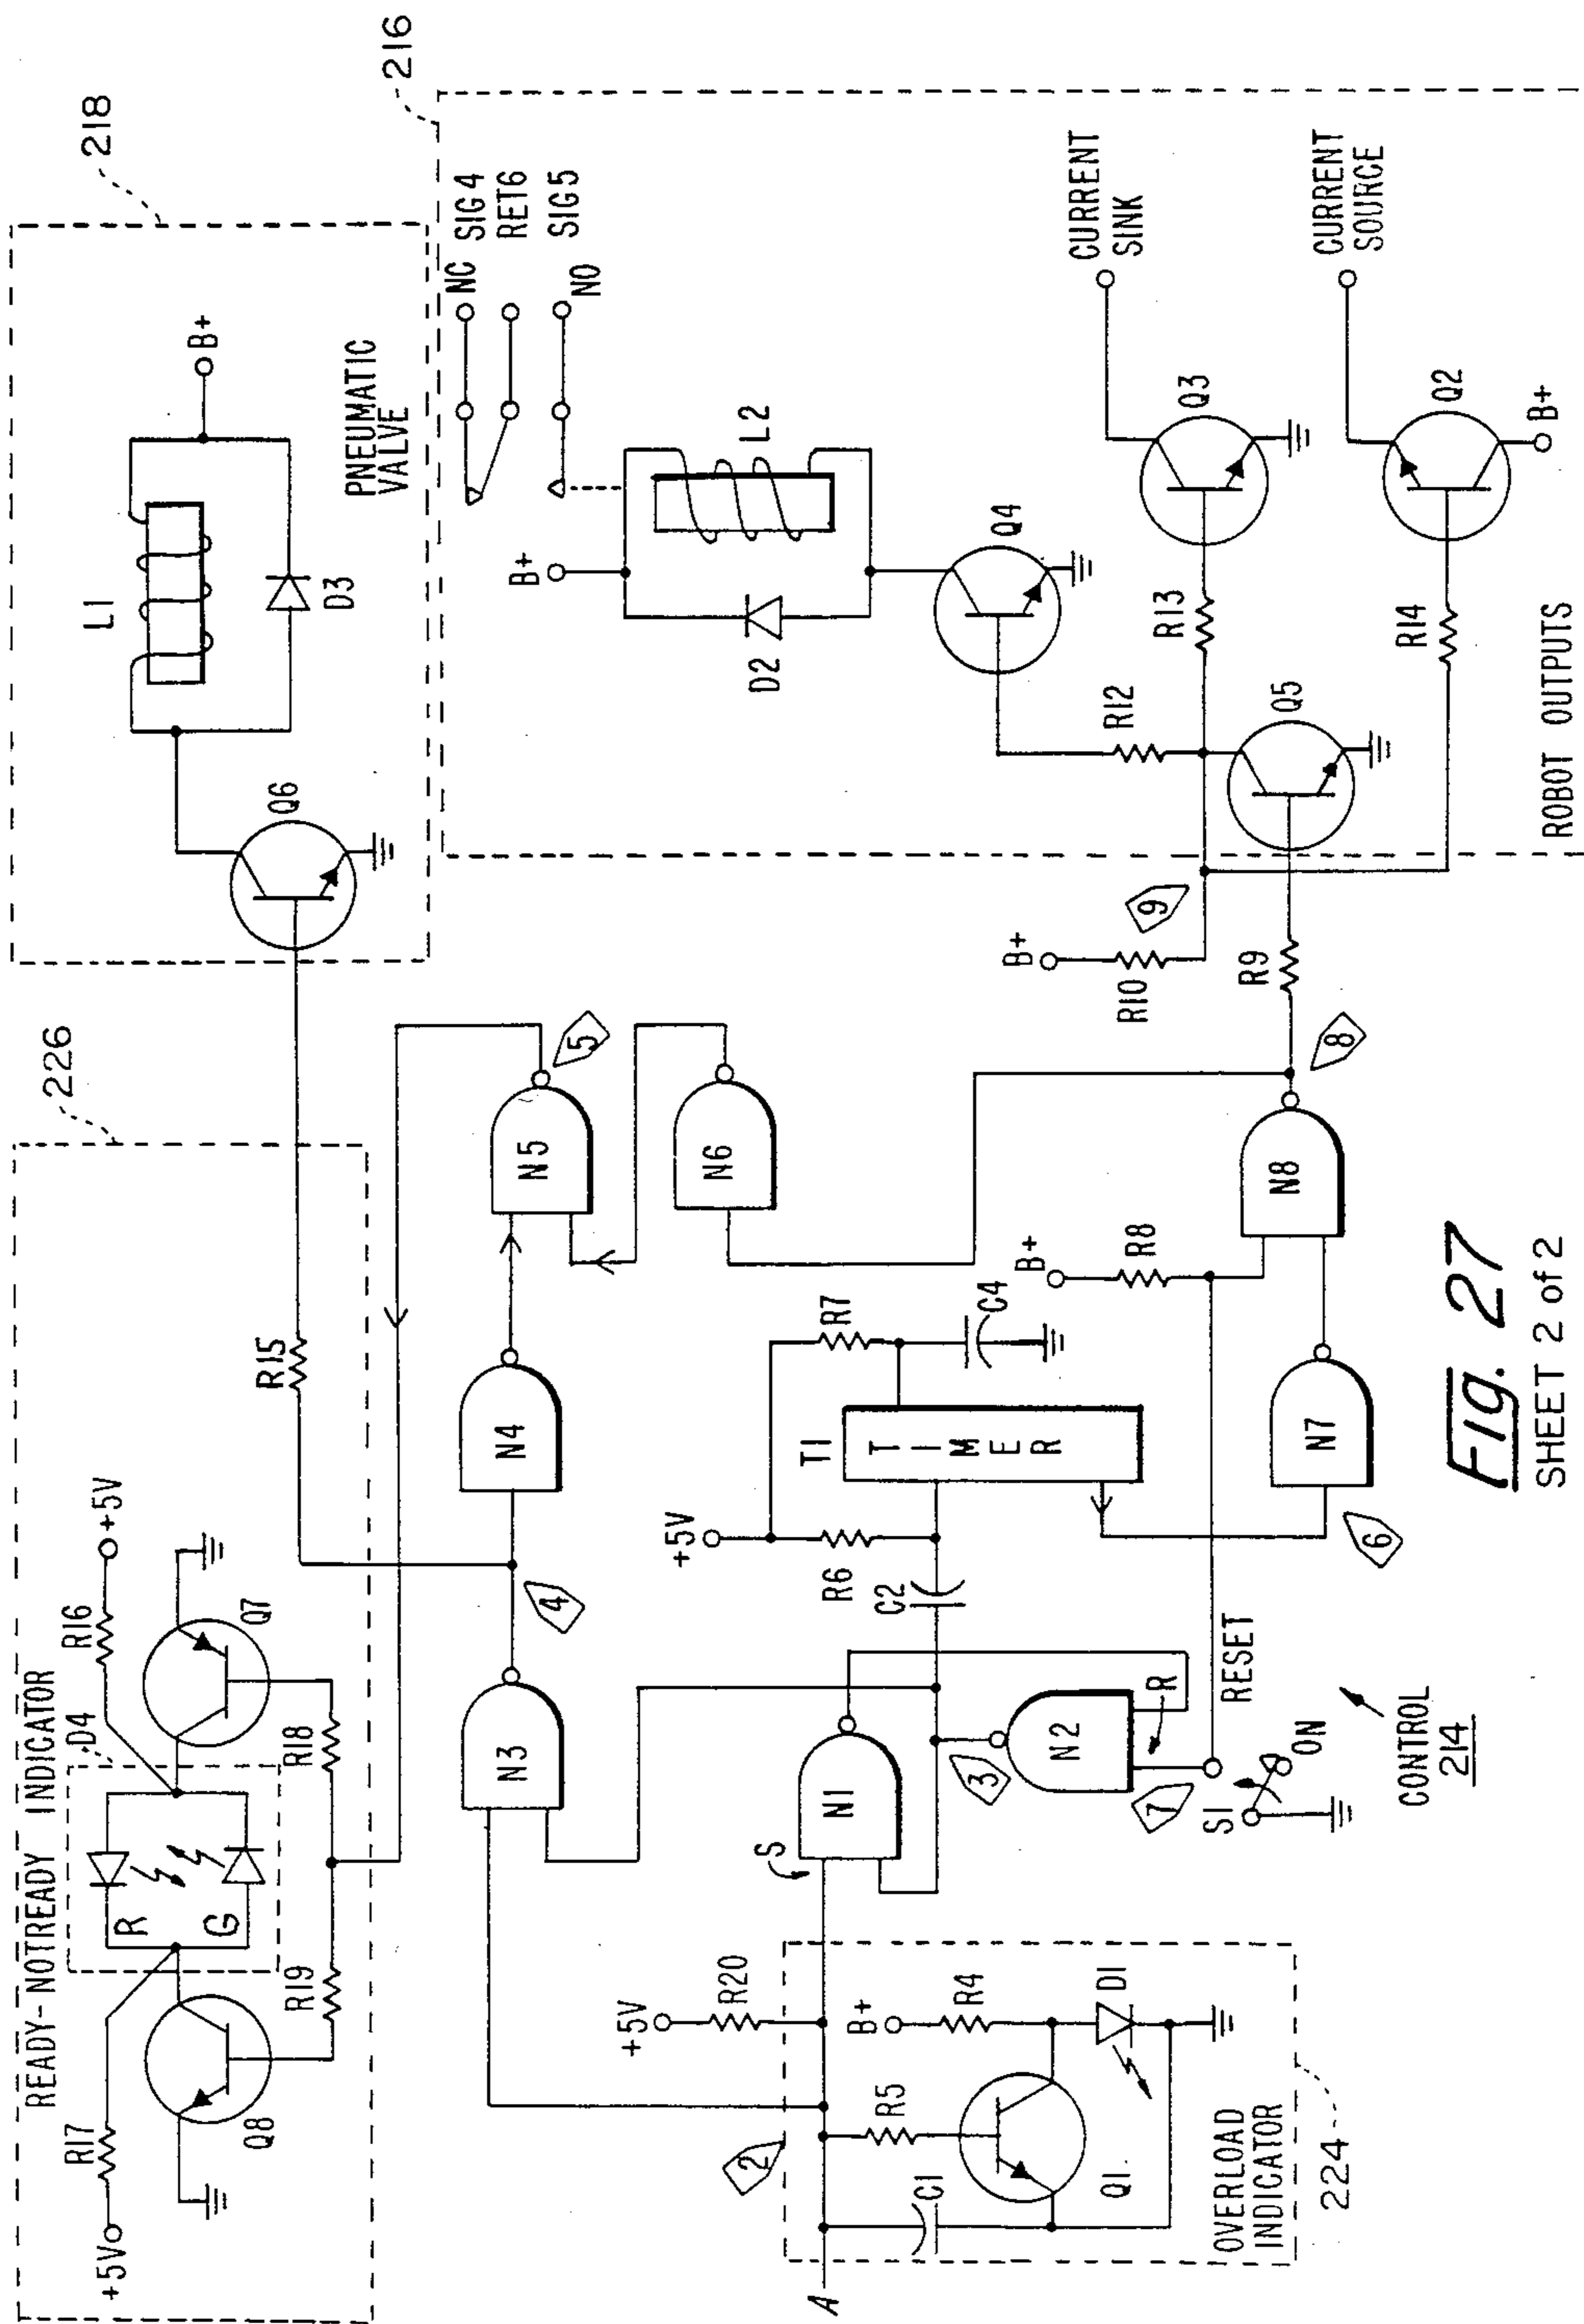 READY-NOTREADY INDICATOR
226
218
216
R17
+5V
Q8
R19
R
G
D4
R18
R16
+5V
Q7
R15
Q6
L1
D3
B+
PNEUMATIC
VALVE
NC
SIG4
RET6
SIG5
NO
B+
D2
L2
Q4
R12
R13
Q3
CURRENT
SINK
CURRENT
SOURCE
Q2
B+
R14
Q5
ROBOT OUTPUTS
B+
R10
9
R9
8
N3
4
N4
N5
5
N6
+5V
R20
2
A
C1
R5
Q1
B+
R4
D1
OVERLOAD
INDICATOR
224
S
N1
3
N2
R
7
RESET
S1
ON
CONTROL
214
+5V
R6
C2
T1
TIMER
R7
C4
6
B+
R8
N7
N8
Fig. 27
SHEET 2 of 2